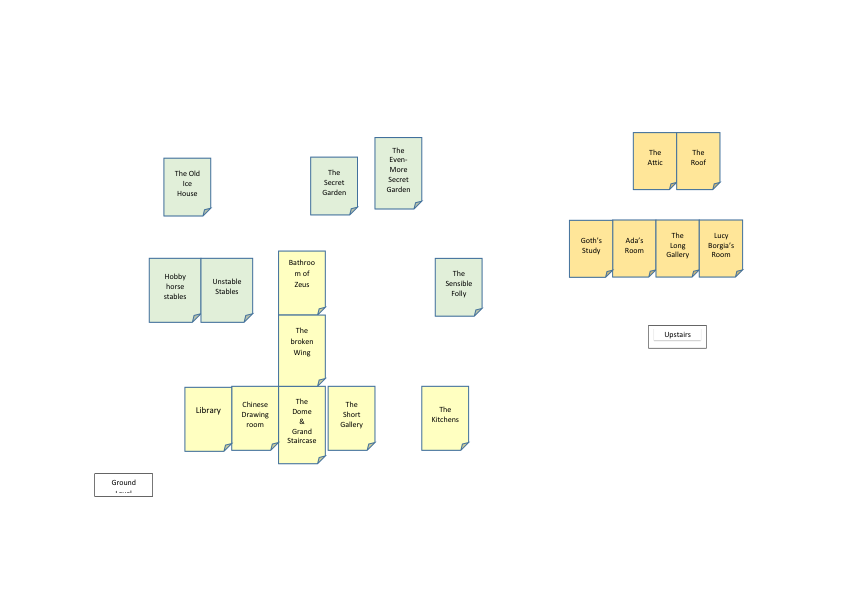 The Old
Ice
House
The
Secret
Garden
The
Even-
More
Secret
Garden
The
Attic
The
Roof
Goth's
Study
Ada's
Room
The
Long
Gallery
Lucy
Borgia's
Room
Hobby
horse
stables
Unstable
Stables
Bathroo
m of
Zeus
The
Sensible
Folly
The
broken
Wing
Upstairs
Library
Chinese
Drawing
room
The
Dome
&
Grand
Staircase
The
Short
Gallery
The
Kitchens
Ground